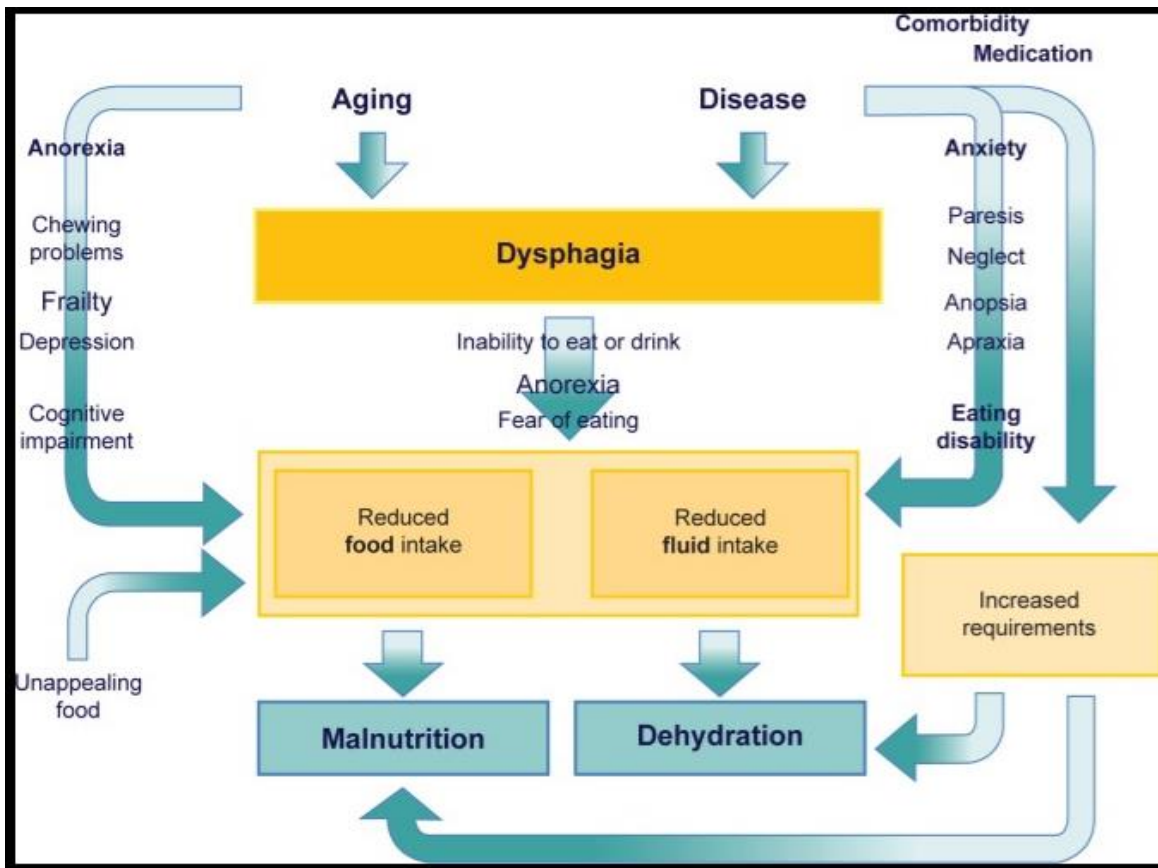 Comorbidity
Medication
Aging
Disease
Anorexia
Chewing
problems
Frailty
Depression
Cognitive
impairment
Anxiety
Paresis
Neglect
Anopsia
Apraxia
Eating
disability
Dysphagia
Inability to eat or drink
Anorexia
Fear of eating
Reduced
food intake
Reduced
fluid intake
Increased
requirements
Unappealing
food
Malnutrition
Dehydration